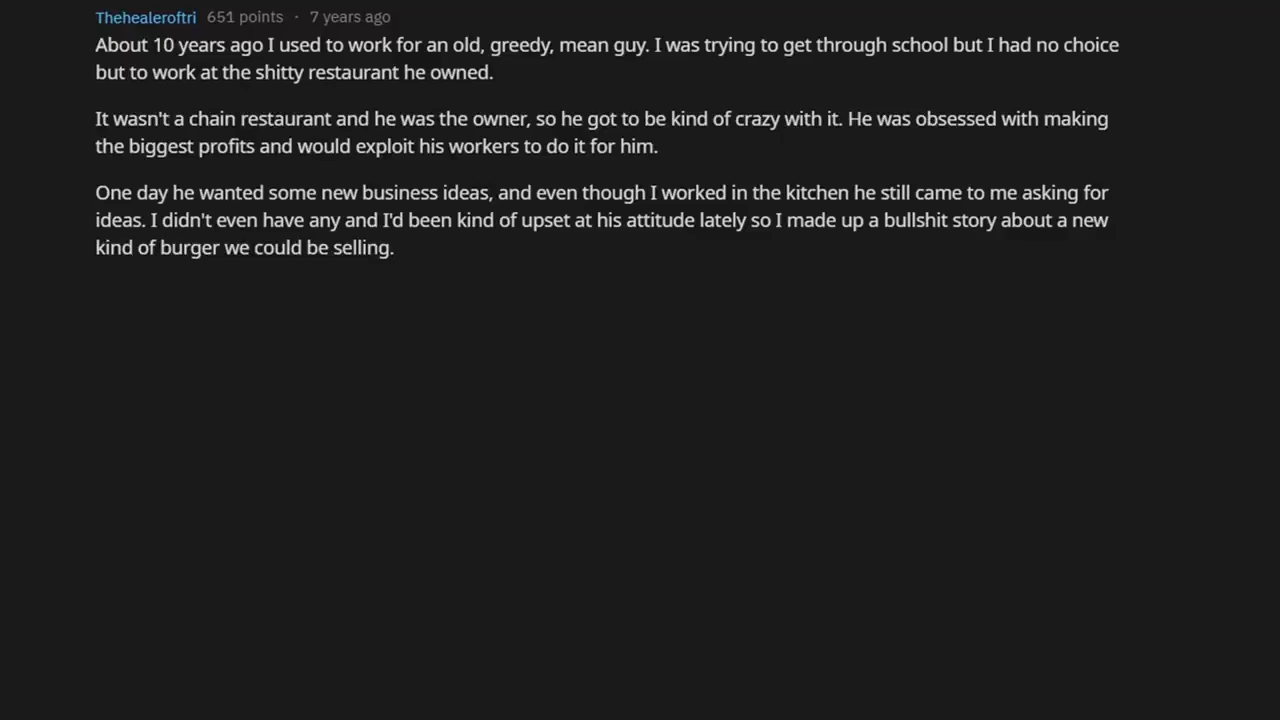 Thehealeroftri 651 points · 7 years ago
About 10 years ago I used to work for an old, greedy, mean guy. I was trying to get through school but I had no choice
but to work at the shitty restaurant he owned.
It wasn't a chain restaurant and he was the owner, so he got to be kind of crazy with it. He was obsessed with making
the biggest profits and would exploit his workers to do it for him.
One day he wanted some new business ideas, and even though I worked in the kitchen he still came to me asking for
ideas. I didn't even have any and I'd been kind of upset at his attitude lately so I made up a bullshit story about a new
kind of burger we could be selling.